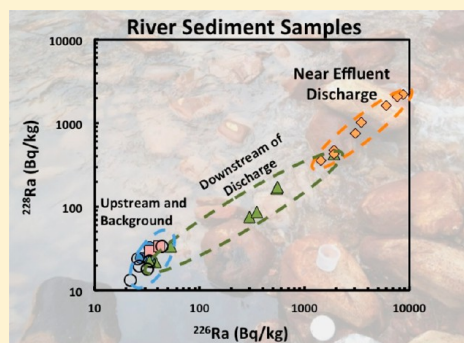 River Sediment Samples
10000
1000
100
10
²²⁸Ra (Bq/kg)
Near Effluent
Discharge
Downstream of
Discharge
Upstream and
Background
10 100 1000 10000
²²⁶Ra (Bq/kg)